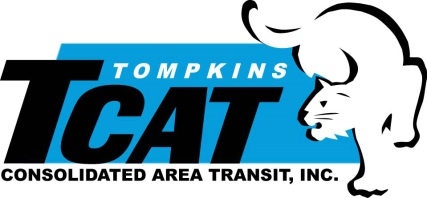 TOMPKINS
TCAT
CONSOLIDATED AREA TRANSIT, INC.